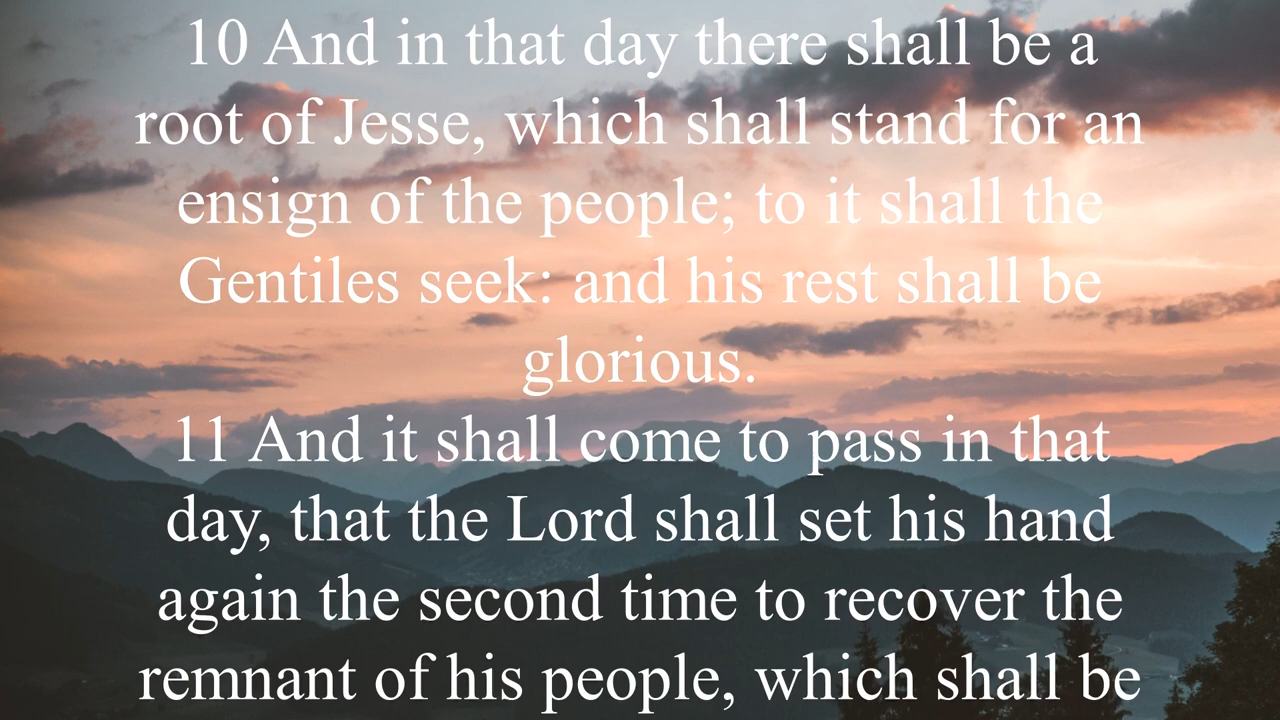 10 And in that day there shall be a
root of Jesse, which shall stand for an
ensign of the people; to it shall the
Gentiles seek: and his rest shall be
glorious.
11 And it shall come to pass in that
day, that the Lord shall set his hand
again the second time to recover the
remnant of his people, which shall be